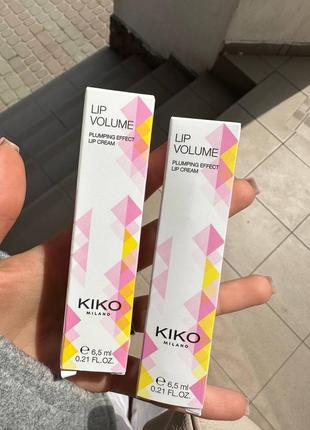 LIP
VOLUME
PLUMPING EFFECT
LIP CREAM
KIKO
MILANO
℮ 6,5 ml
0.21 FL.OZ.
LIP
VOLUME
PLUMPING EFFECT
LIP CREAM
KIKO
MILANO
℮ 6,5 ml
0.21 FL.OZ.